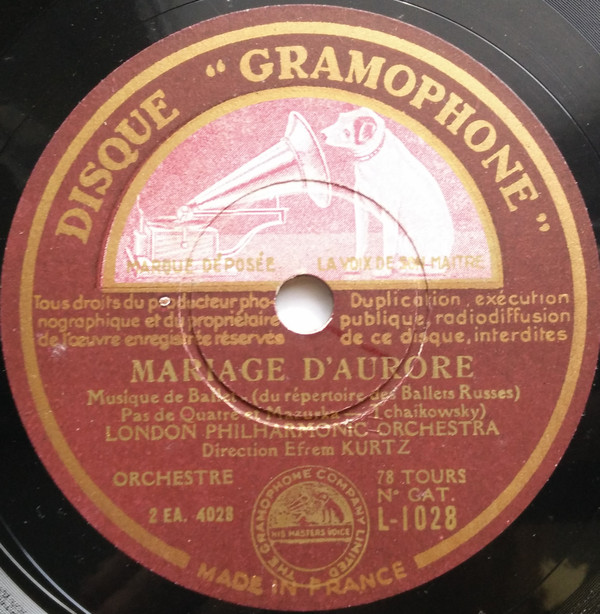 DISQUE "GRAMOPHONE"
MARQUE DÉPOSÉE LA VOIX DE SON MAITRE
Tous droits du producteur pho-
nographique et du propriétaire
de l'œuvre enregistrée réservés
Duplication, exécution
publique, radiodiffusion
de ce disque, interdites
MARIAGE D'AURORE
Musique de Ballet (du répertoire des Ballets Russes)
Pas de Quatre et Mazurka — Tchaikowsky)
LONDON PHILHARMONIC ORCHESTRA
Direction Efrem KURTZ
ORCHESTRE
78 TOURS
N° CAT.
2 EA. 4028
L-1028
THE GRAMOPHONE COMPANY LIMITED
HIS MASTERS VOICE
MADE IN FRANCE